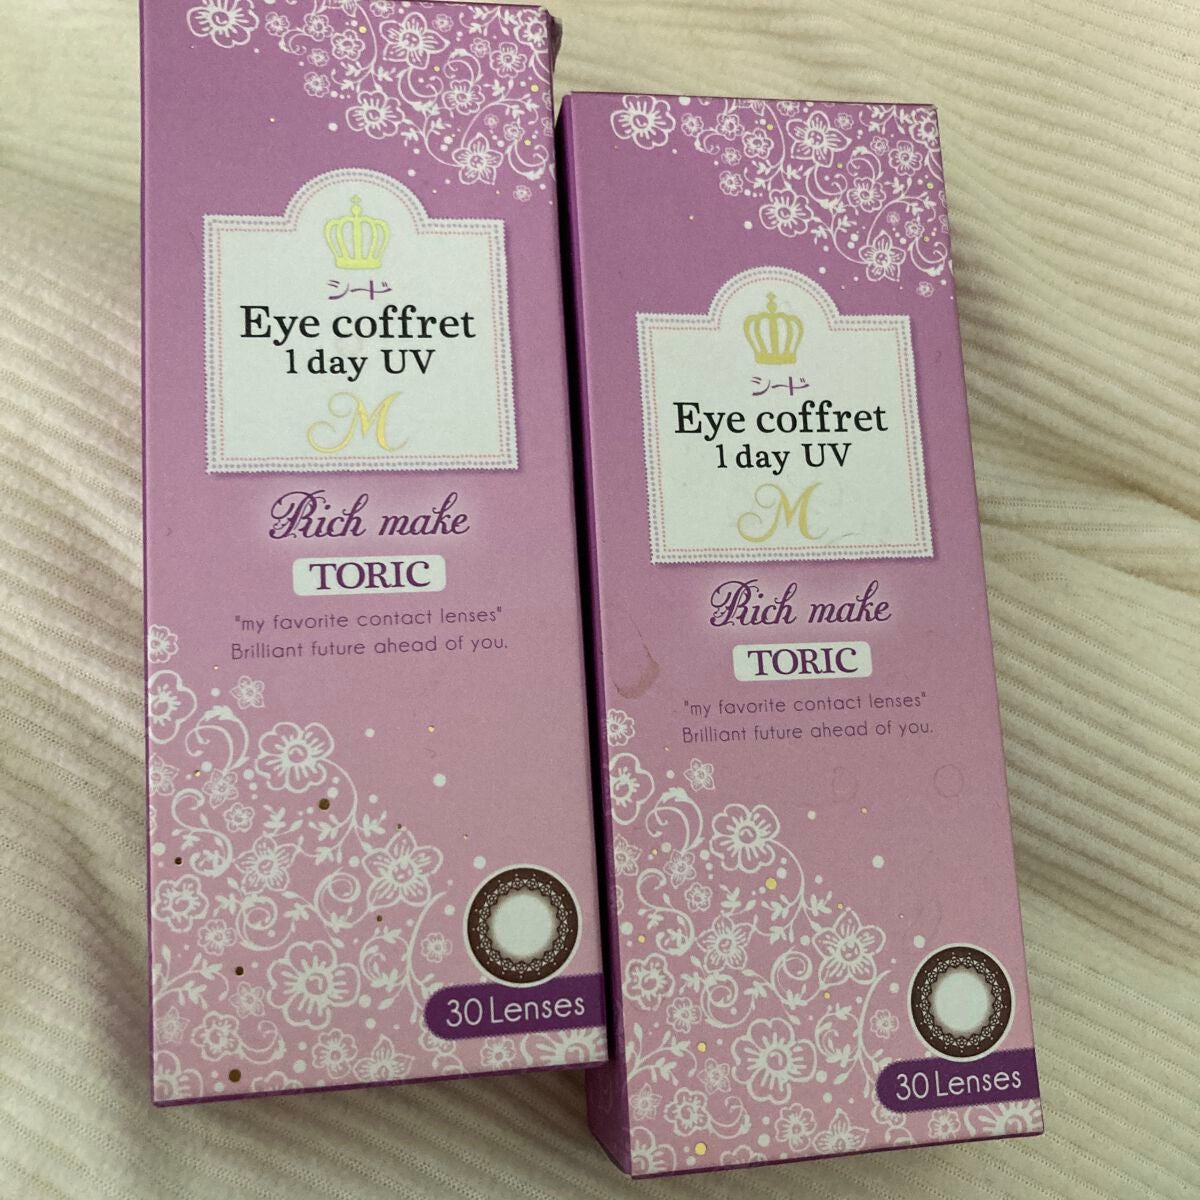 シード
Eye coffret
1 day UV
M
Rich make
TORIC
"my favorite contact lenses"
Brilliant future ahead of you.
30 Lenses
シード
Eye coffret
1 day UV
M
Rich make
TORIC
"my favorite contact lenses"
Brilliant future ahead of you.
30 Lenses